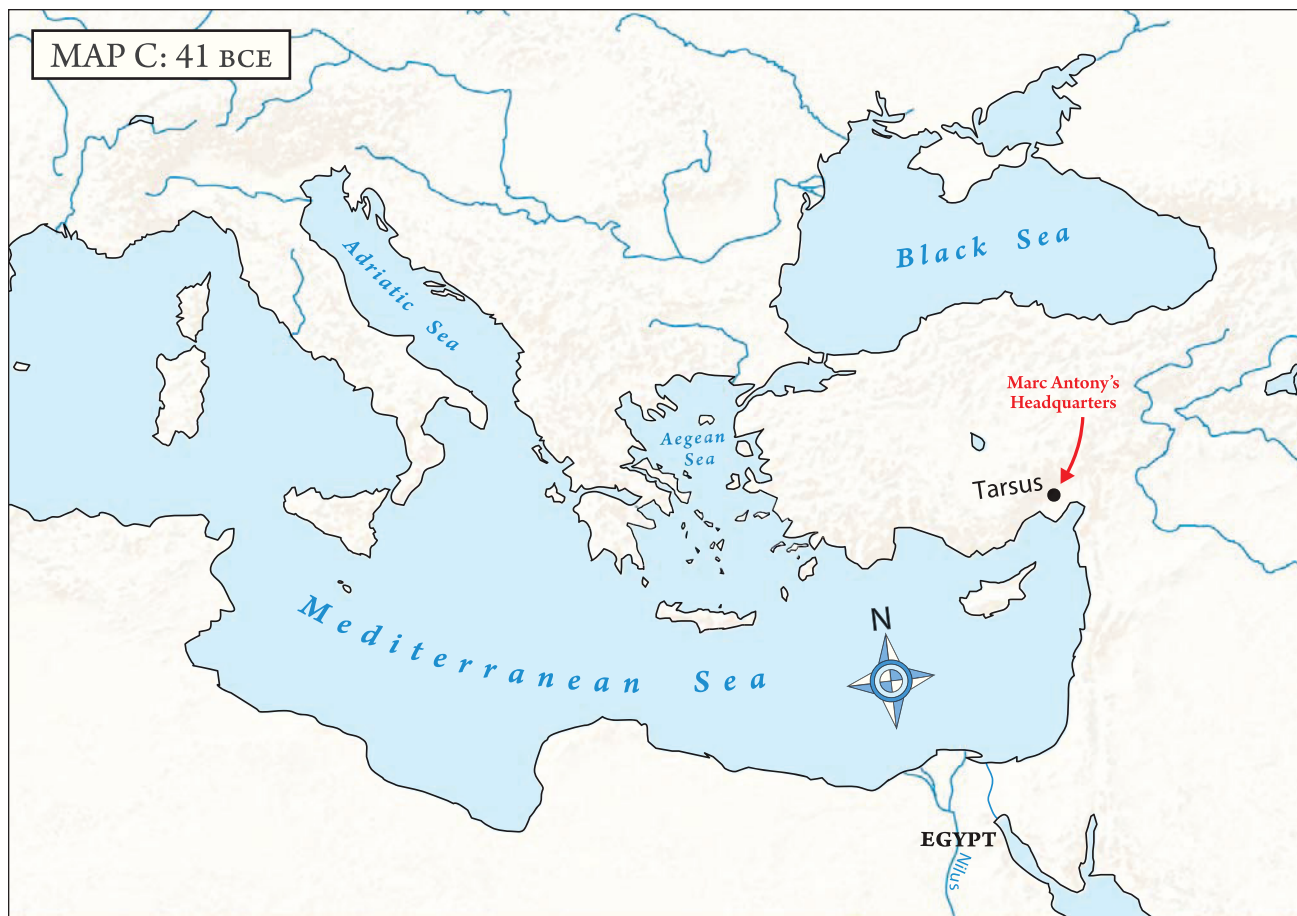 MAP C: 41 BCE
Black Sea
Adriatic Sea
Marc Antony's
Headquarters
Aegean
Sea
Tarsus
Mediterranean Sea
N
EGYPT
Nilus